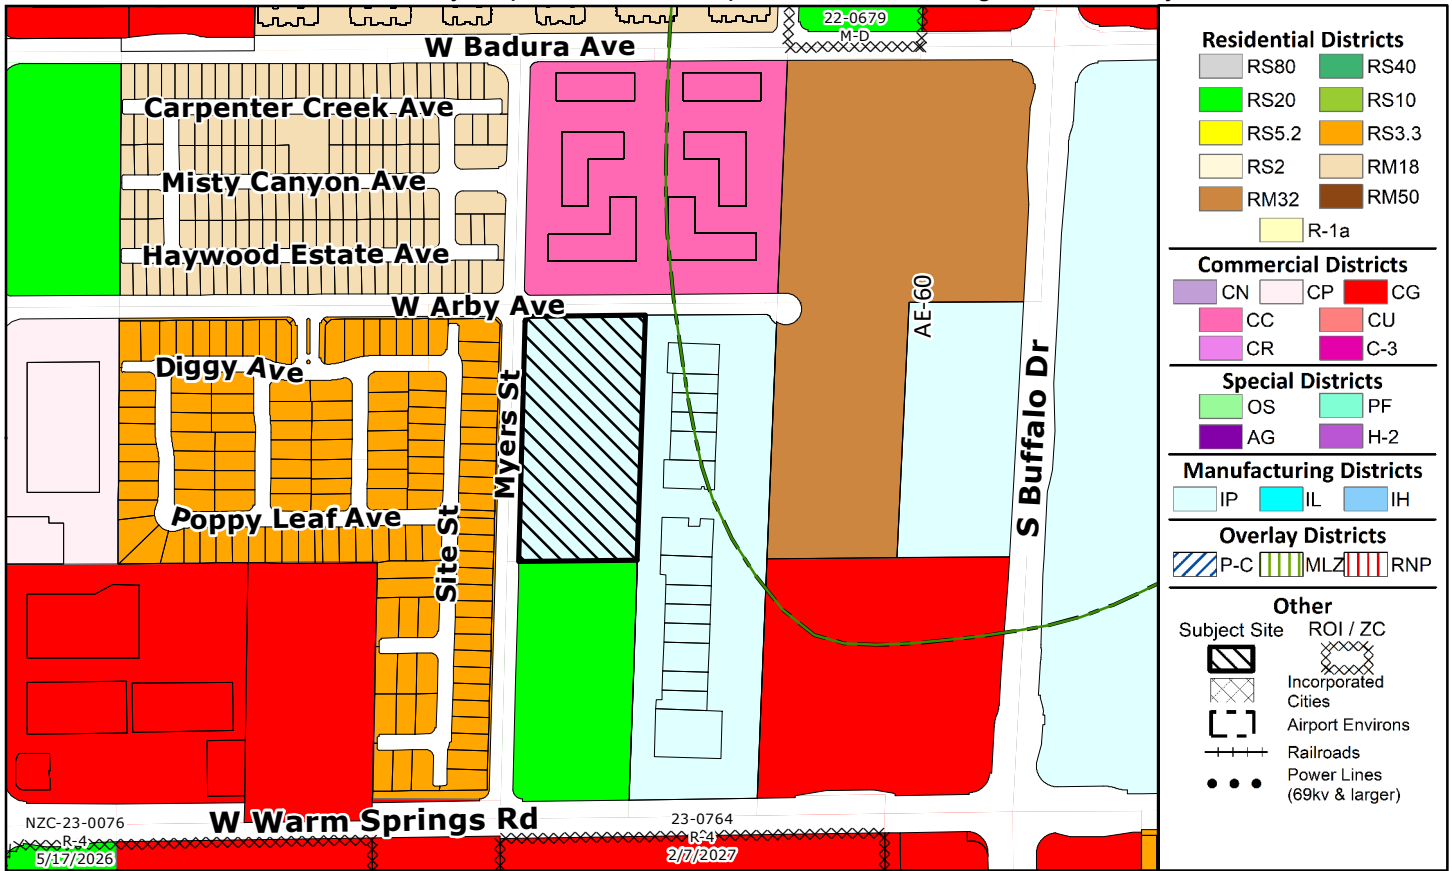 22-0679
M-D
W Badura Ave
Carpenter Creek Ave
Misty Canyon Ave
Haywood Estate Ave
W Arby Ave
AE-60
Diggy Ave
Myers St
S Buffalo Dr
Poppy Leaf Ave
Site St
W Warm Springs Rd
NZC-23-0076
R-4
5/17/2026
23-0764
R-4
2/7/2027
Residential Districts
RS80 RS40
RS20 RS10
RS5.2 RS3.3
RS2 RM18
RM32 RM50
R-1a
Commercial Districts
CN CP CG
CC CU
CR C-3
Special Districts
OS PF
AG H-2
Manufacturing Districts
IP IL IH
Overlay Districts
P-C MLZ RNP
Other
Subject Site ROI / ZC
Incorporated
Cities
Airport Environs
Railroads
Power Lines
(69kv & larger)